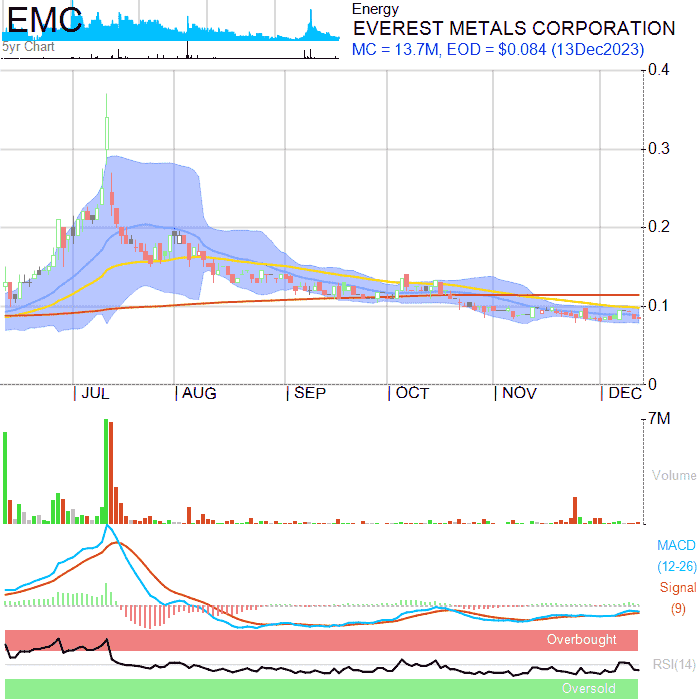 EMC
5yr Chart
Energy
EVEREST METALS CORPORATION
MC = 13.7M, EOD = $0.084 (13Dec2023)
0.4
0.3
0.2
0.1
0
JUL AUG SEP OCT NOV DEC
7M
Volume
MACD
(12-26)
Signal
(9)
Overbought
RSI(14)
Oversold